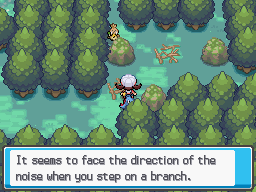 It seems to face the direction of the
noise when you step on a branch.